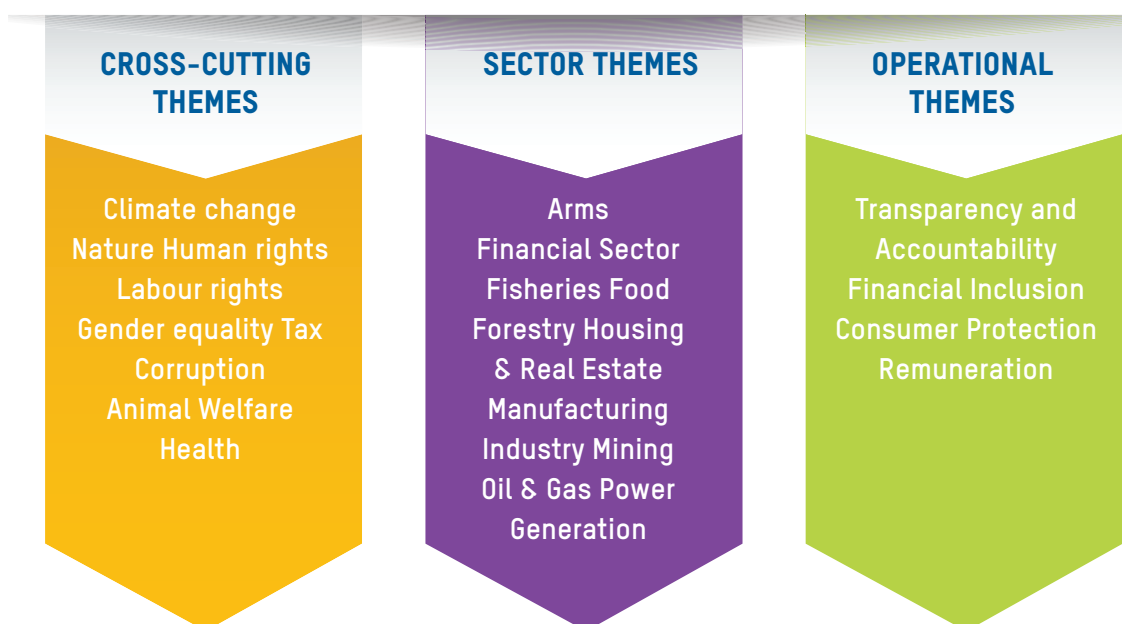 CROSS-CUTTING
THEMES
Climate change
Nature Human rights
Labour rights
Gender equality Tax
Corruption
Animal Welfare
Health
SECTOR THEMES
Arms
Financial Sector
Fisheries Food
Forestry Housing
& Real Estate
Manufacturing
Industry Mining
Oil & Gas Power
Generation
OPERATIONAL
THEMES
Transparency and
Accountability
Financial Inclusion
Consumer Protection
Remuneration